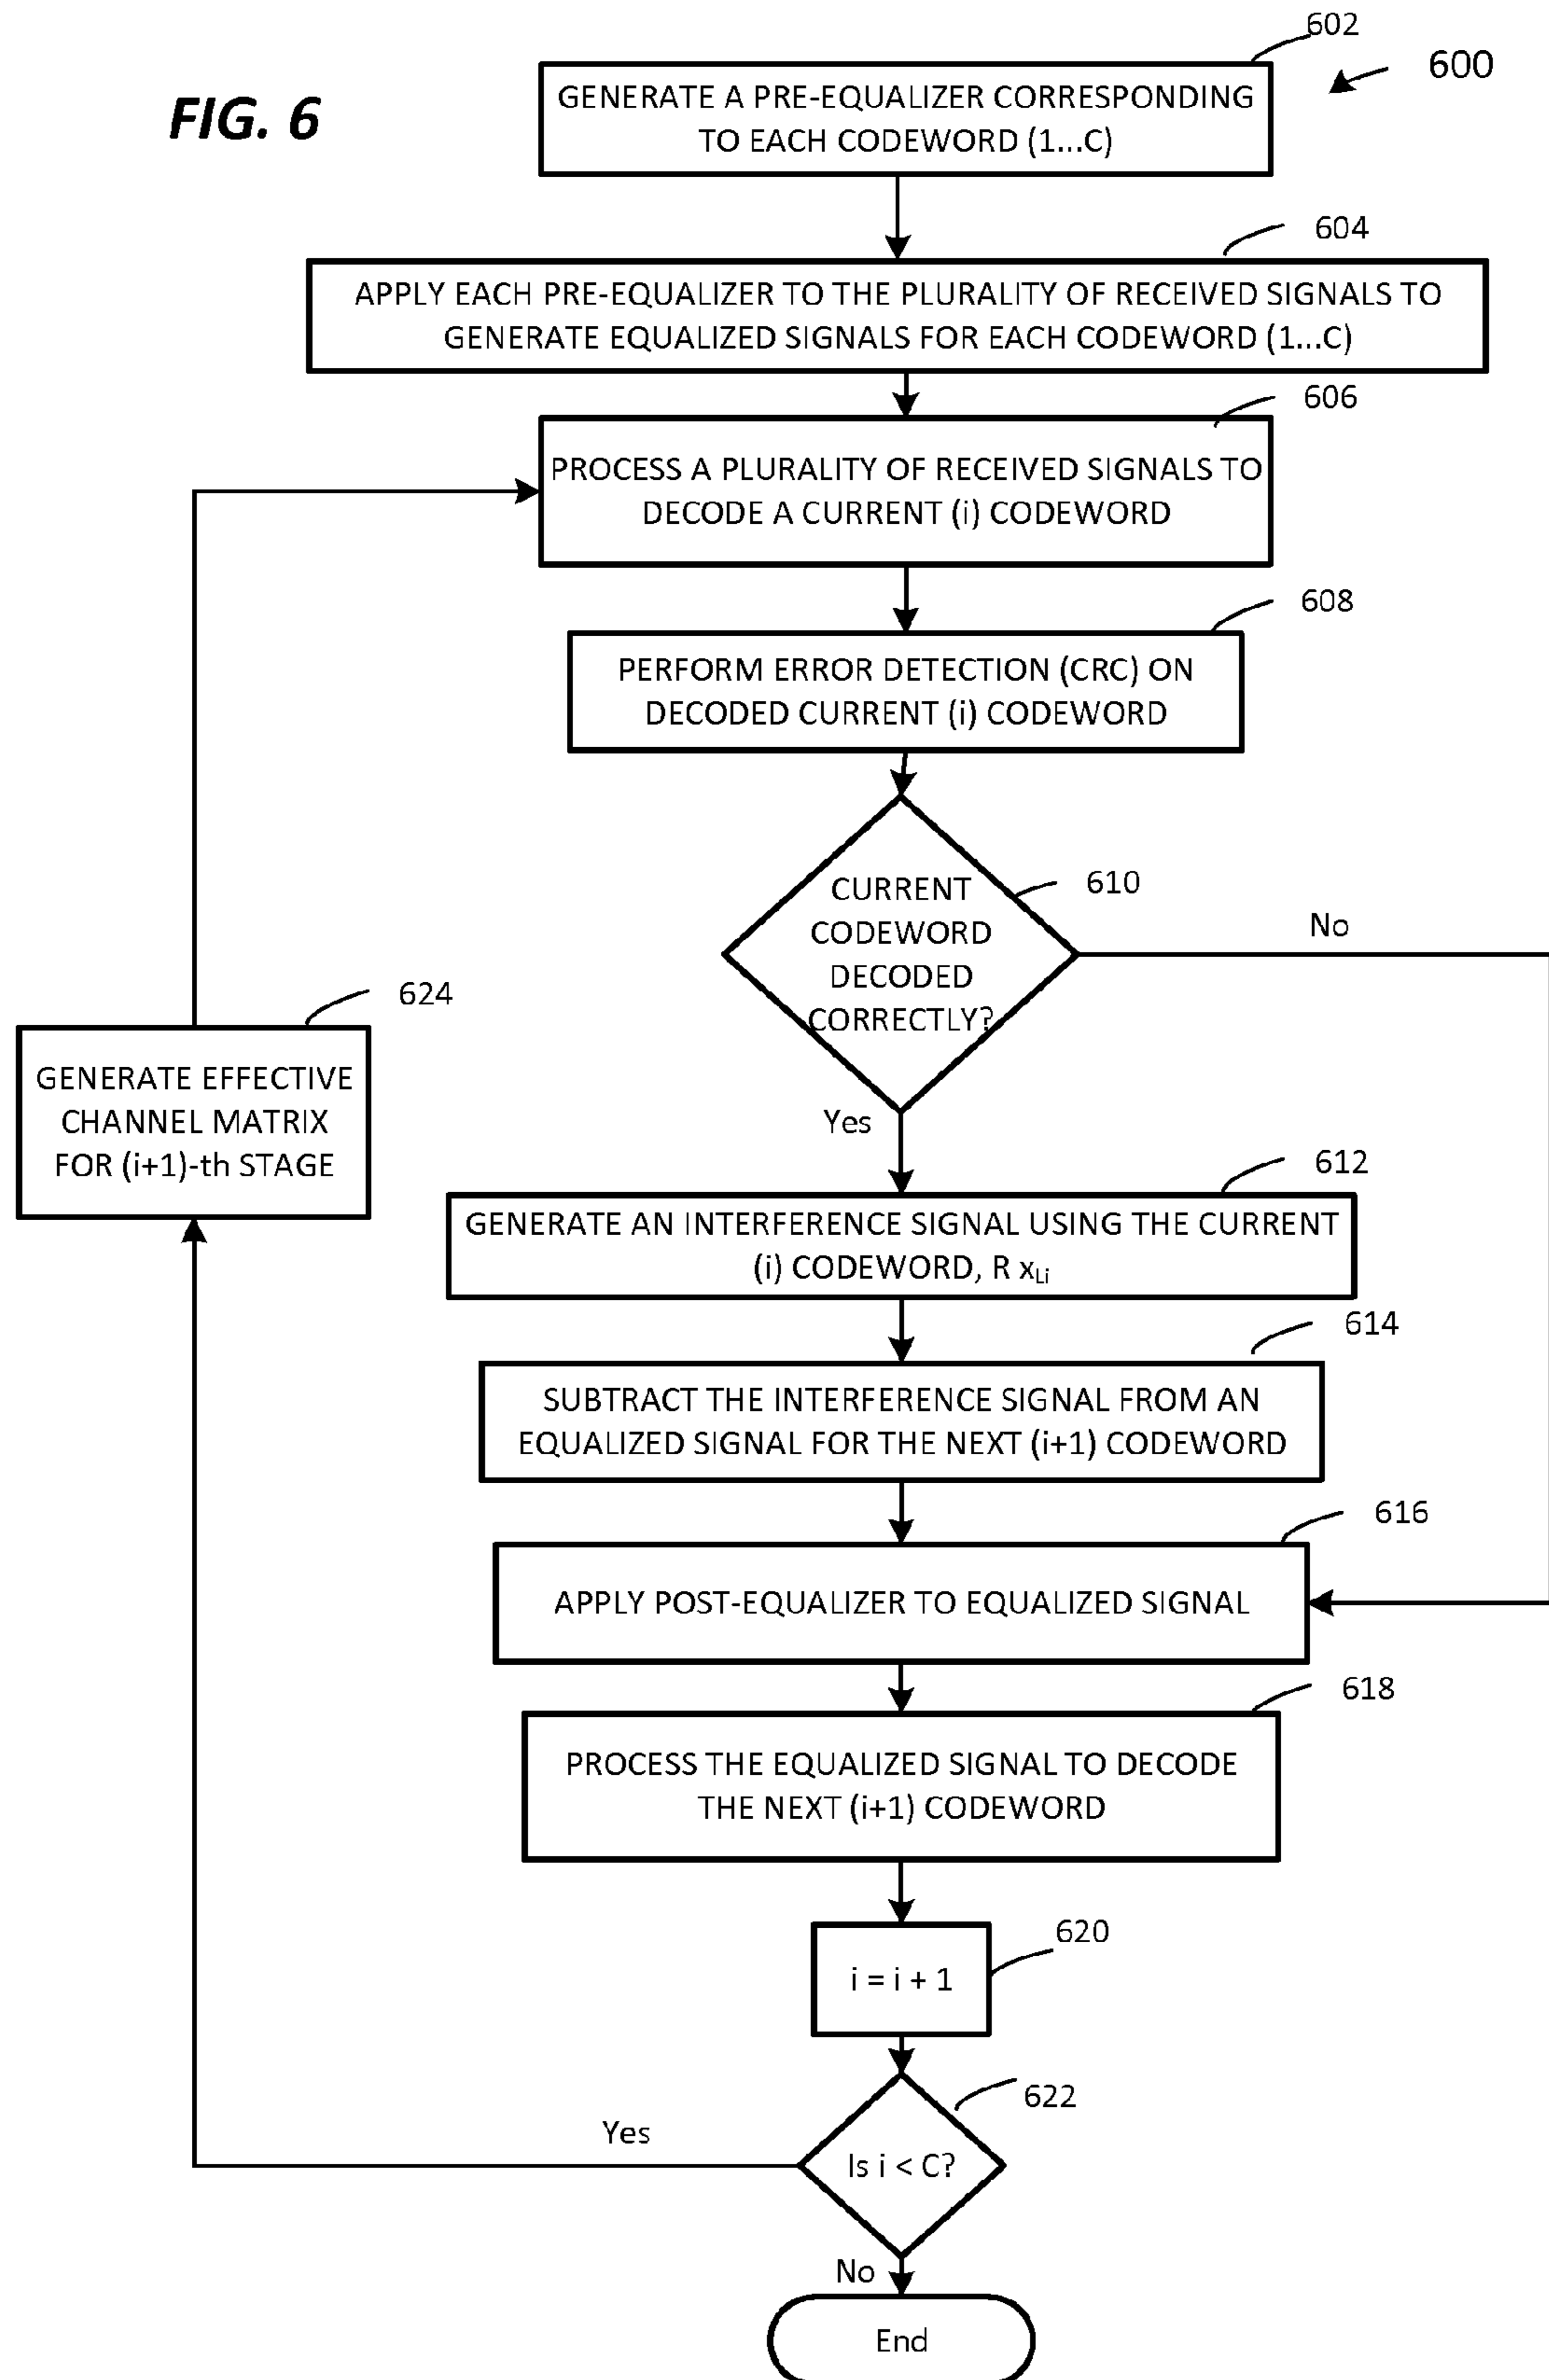 FIG. 6
600
602
GENERATE A PRE-EQUALIZER CORRESPONDING
TO EACH CODEWORD (1...C)
604
APPLY EACH PRE-EQUALIZER TO THE PLURALITY OF RECEIVED SIGNALS TO
GENERATE EQUALIZED SIGNALS FOR EACH CODEWORD (1...C)
606
PROCESS A PLURALITY OF RECEIVED SIGNALS TO
DECODE A CURRENT (i) CODEWORD
608
PERFORM ERROR DETECTION (CRC) ON
DECODED CURRENT (i) CODEWORD
610
CURRENT
CODEWORD
DECODED
CORRECTLY?
No
Yes
612
GENERATE AN INTERFERENCE SIGNAL USING THE CURRENT
(i) CODEWORD, R x_Li
614
SUBTRACT THE INTERFERENCE SIGNAL FROM AN
EQUALIZED SIGNAL FOR THE NEXT (i+1) CODEWORD
616
APPLY POST-EQUALIZER TO EQUALIZED SIGNAL
618
PROCESS THE EQUALIZED SIGNAL TO DECODE
THE NEXT (i+1) CODEWORD
620
i = i + 1
622
Is i < C?
Yes
624
GENERATE EFFECTIVE
CHANNEL MATRIX
FOR (i+1)-th STAGE
No
End